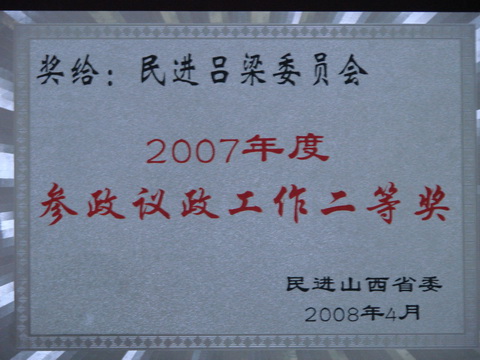 奖给：民进吕梁委员会
2007年度
参政议政工作二等奖
民进山西省委
2008年4月